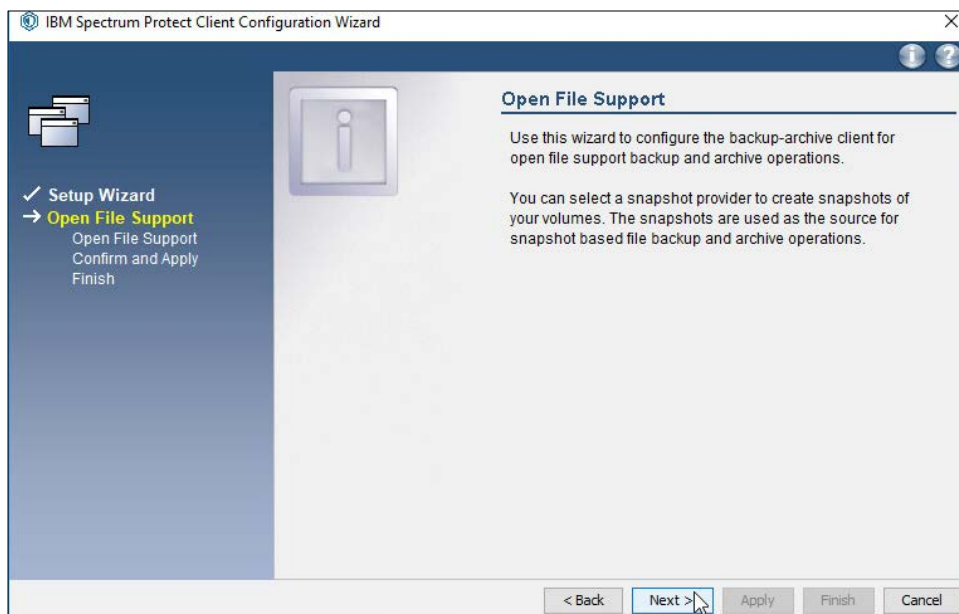 IBM Spectrum Protect Client Configuration Wizard
Setup Wizard
Open File Support
Open File Support
Confirm and Apply
Finish
Open File Support
Use this wizard to configure the backup-archive client for
open file support backup and archive operations.
You can select a snapshot provider to create snapshots of
your volumes. The snapshots are used as the source for
snapshot based file backup and archive operations.
< Back Next > Apply Finish Cancel